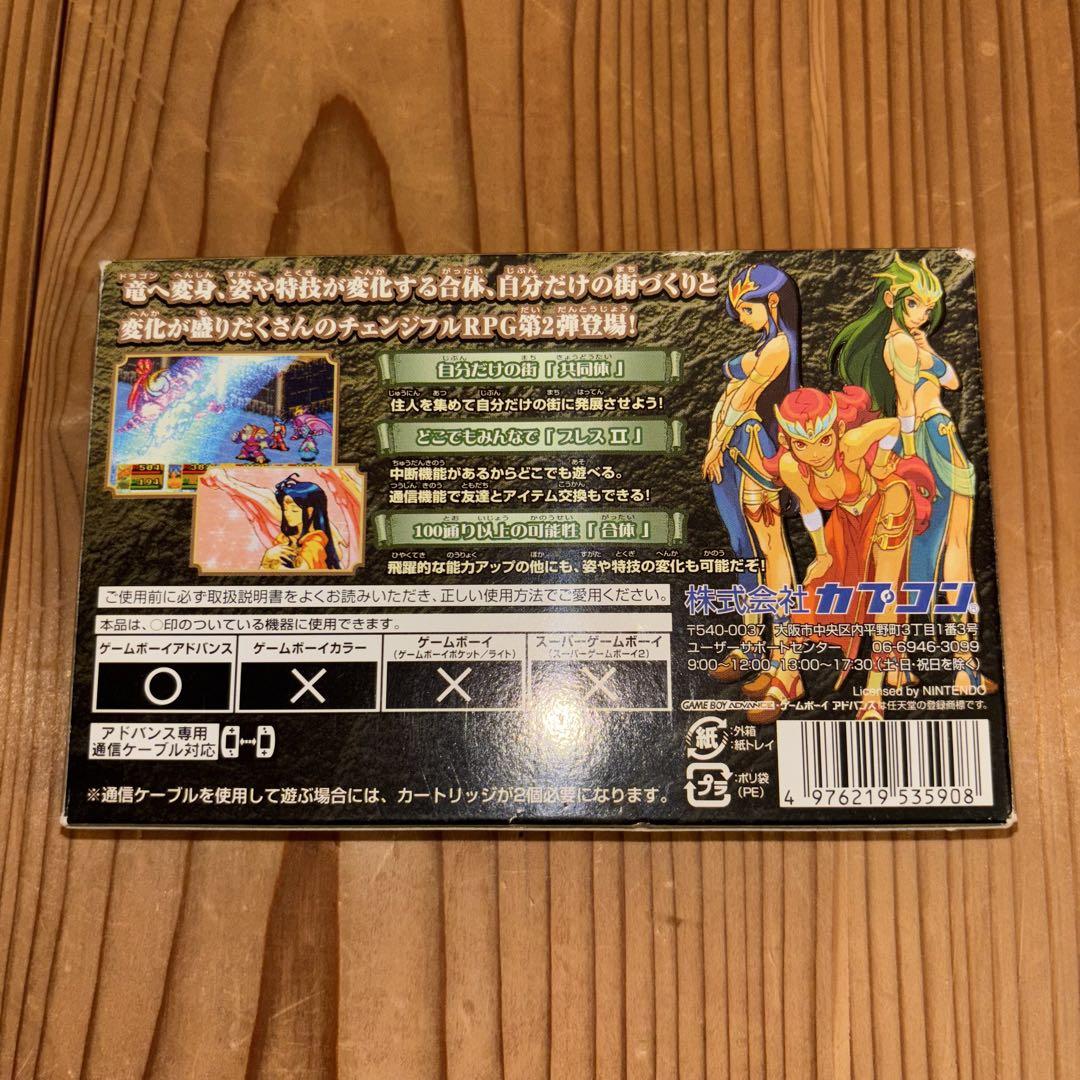 竜へ変身、姿や特技が変化する合体、自分だけの街づくりと
変化が盛りだくさんのチェンジフルRPG第2弾登場!
自分だけの街「共同体」
住人を集めて自分だけの街に発展させよう!
どこでもみんなで「ブレスⅡ」
中断機能があるからどこでも遊べる。
通信機能で友達とアイテム交換もできる!
100通り以上の可能性「合体」
飛躍的な能力アップの他にも、姿や特技の変化も可能だぞ!
584 382
194
ご使用前に必ず取扱説明書をよくお読みいただき、正しい使用方法でご愛用ください。
本品は、○印のついている機器に使用できます。
ゲームボーイアドバンス ゲームボーイカラー ゲームボーイ スーパーゲームボーイ
(ゲームボーイポケット/ライト) (スーパーゲームボーイ2)
○ × × ×
アドバンス専用
通信ケーブル対応
※通信ケーブルを使用して遊ぶ場合には、カートリッジが2個必要になります。
株式会社カプコン®
〒540-0037 大阪市中央区内平野町3丁目1番3号
ユーザーサポートセンター 06-6946-3099
9:00~12:00 13:00~17:30(土・日・祝日を除く)
Licensed by NINTENDO
GAME BOY ADVANCE・ゲームボーイ アドバンスは任天堂の登録商標です。
紙 :外箱
:紙トレイ
プラ :ポリ袋
(PE)
4 976219 535908